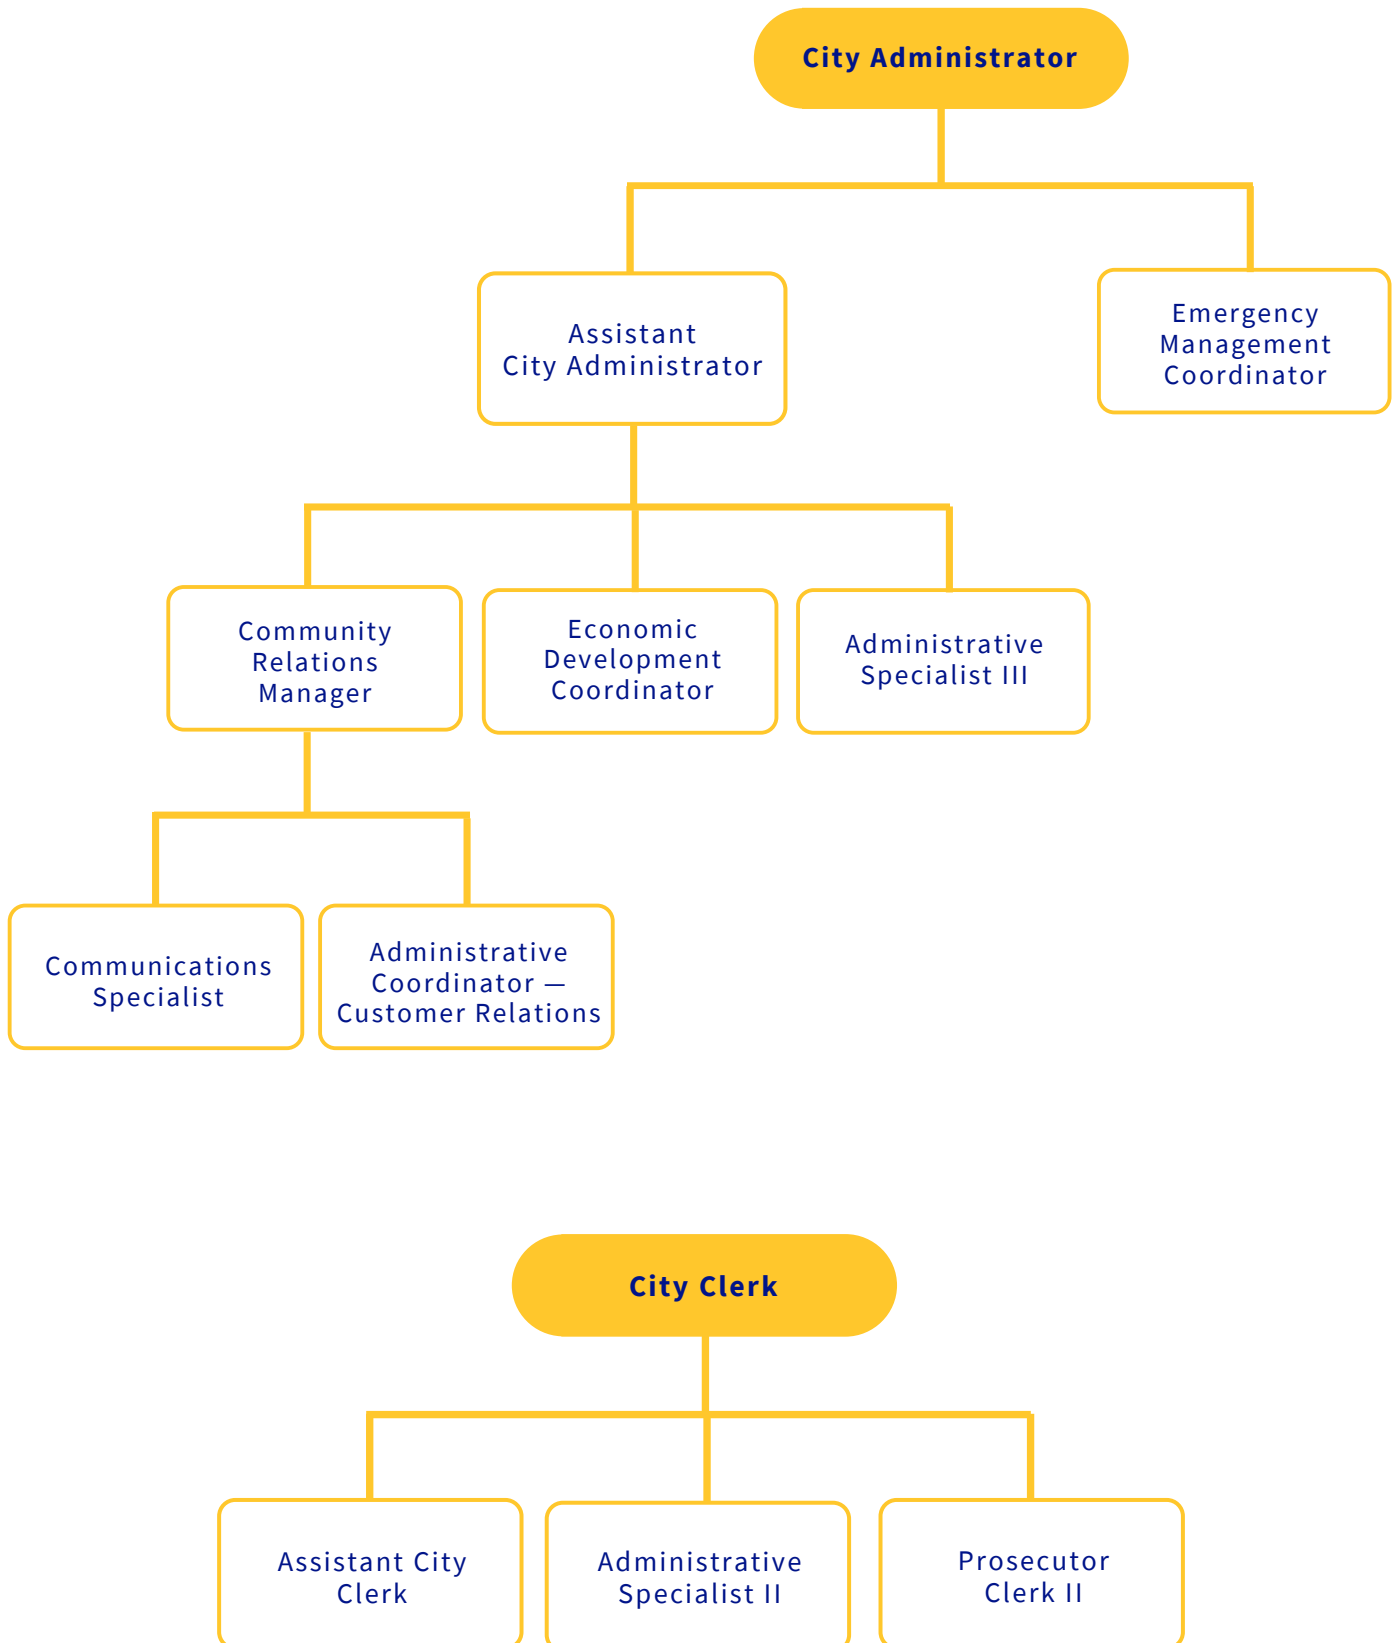 City Administrator
Assistant
City Administrator
Emergency
Management
Coordinator
Community
Relations
Manager
Economic
Development
Coordinator
Administrative
Specialist III
Communications
Specialist
Administrative
Coordinator —
Customer Relations
City Clerk
Assistant City
Clerk
Administrative
Specialist II
Prosecutor
Clerk II